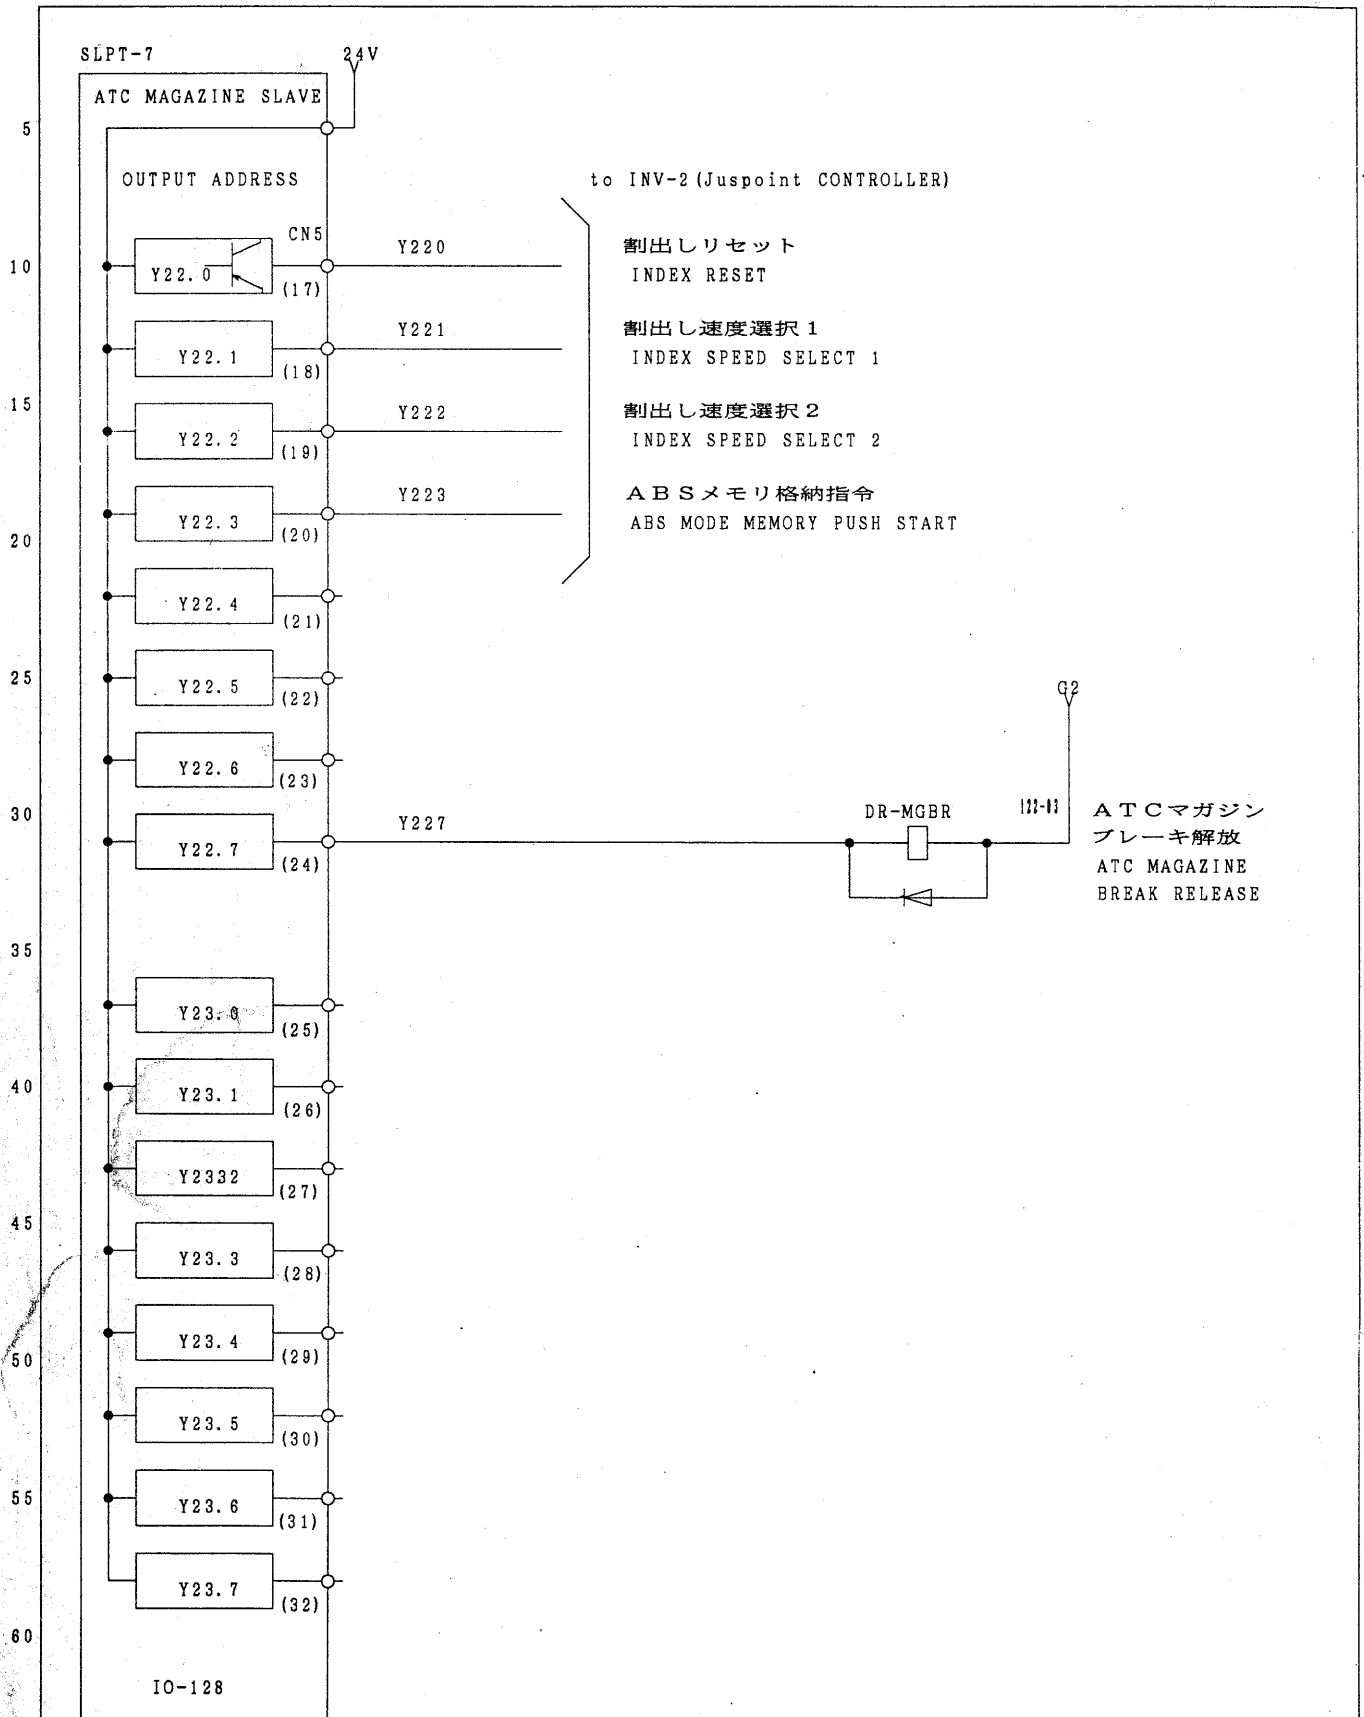 SLPT-7
24V
ATC MAGAZINE SLAVE
5
OUTPUT ADDRESS
to INV-2(Juspoint CONTROLLER)
CN5
Y220
割出しリセット
10
Y22.0
(17)
INDEX RESET
Y221
割出し速度選択1
Y22.1
(18)
INDEX SPEED SELECT 1
15
Y222
割出し速度選択2
Y22.2
(19)
INDEX SPEED SELECT 2
Y223
ABSメモリ格納指令
Y22.3
(20)
ABS MODE MEMORY PUSH START
20
Y22.4
(21)
25
Y22.5
(22)
G2
Y22.6
(23)
30
Y227
DR-MGBR
122-03
ATCマガジン
ブレーキ解放
Y22.7
(24)
ATC MAGAZINE
BREAK RELEASE
35
Y23.0
(25)
40
Y23.1
(26)
Y2332
(27)
45
Y23.3
(28)
Y23.4
(29)
50
Y23.5
(30)
55
Y23.6
(31)
Y23.7
(32)
60
IO-128